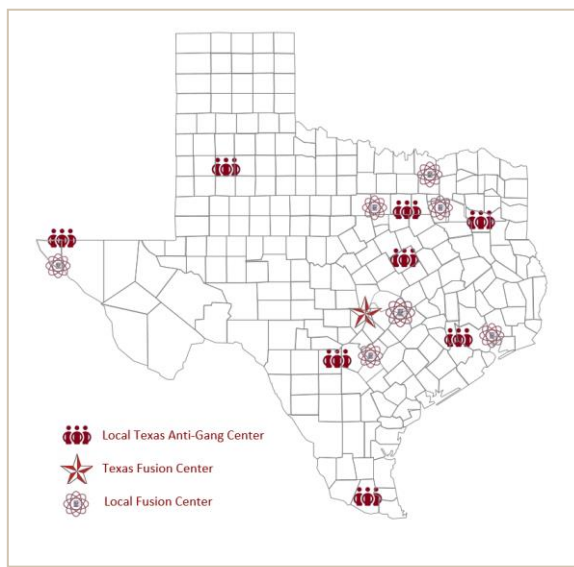 Local Texas Anti-Gang Center
Texas Fusion Center
Local Fusion Center